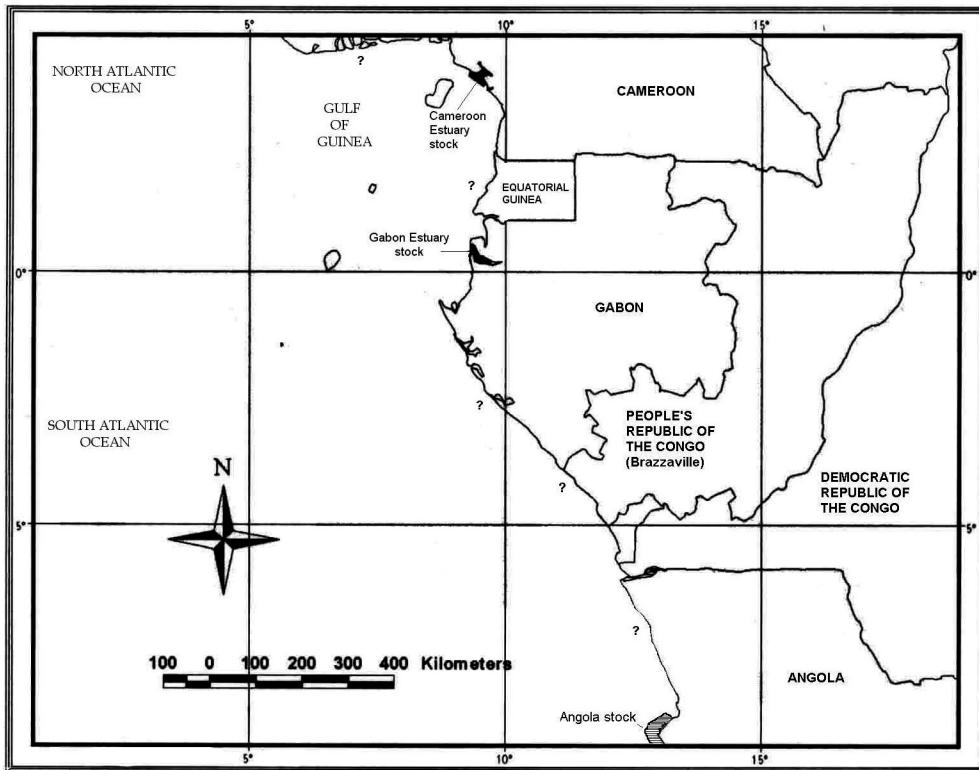 5°
10°
15°
NORTH ATLANTIC
OCEAN
?
GULF
OF
GUINEA
Cameroon
Estuary
stock
CAMEROON
?
EQUATORIAL
GUINEA
Gabon Estuary
stock
0°
0°
GABON
?
SOUTH ATLANTIC
OCEAN
PEOPLE'S
REPUBLIC OF
THE CONGO
(Brazzaville)
N
?
DEMOCRATIC
REPUBLIC OF
THE CONGO
5°
5°
?
100 0 100 200 300 400 Kilometers
ANGOLA
Angola stock
5°
10°
15°